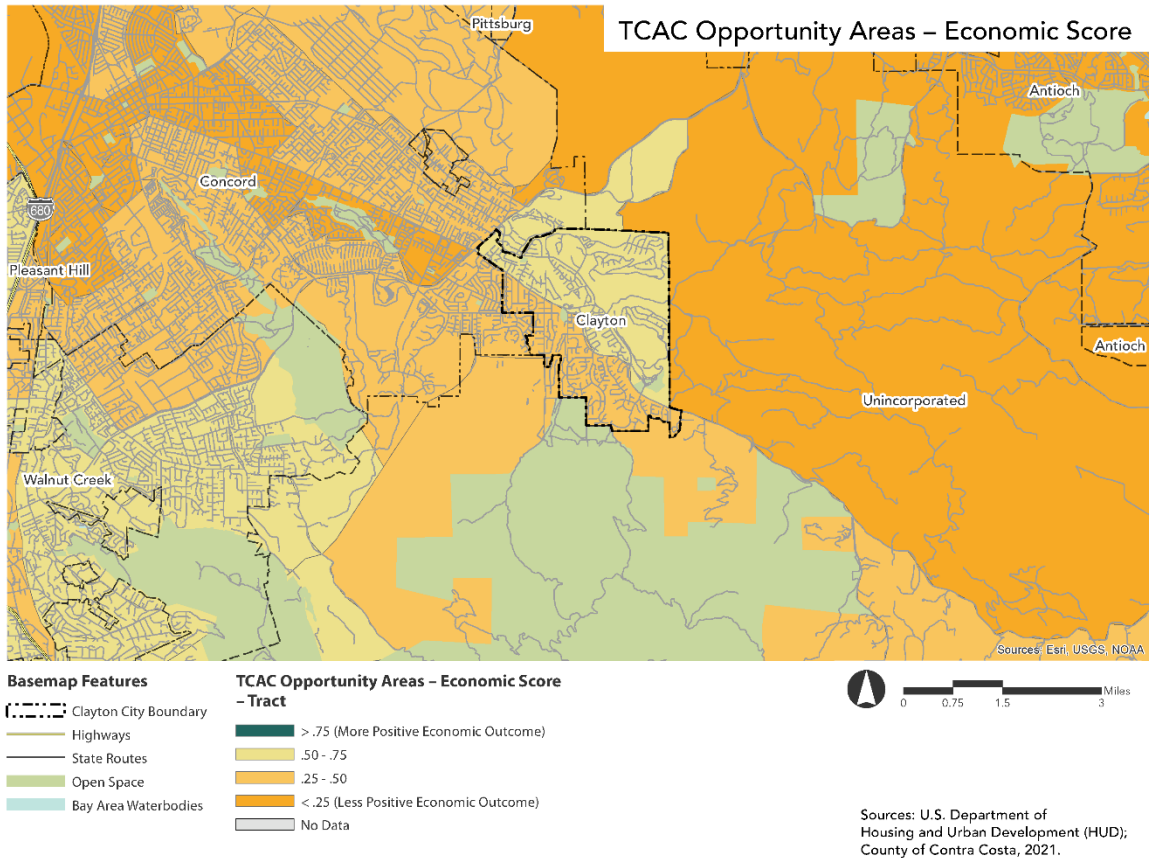 TCAC Opportunity Areas – Economic Score
Pittsburg
Antioch
Concord
680
Pleasant Hill
Clayton
Antioch
Unincorporated
Walnut Creek
Sources: Esri, USGS, NOAA
Basemap Features
Clayton City Boundary
Highways
State Routes
Open Space
Bay Area Waterbodies
TCAC Opportunity Areas – Economic Score
– Tract
> .75 (More Positive Economic Outcome)
.50 - .75
.25 - .50
< .25 (Less Positive Economic Outcome)
No Data
Miles
0 0.75 1.5 3
Sources: U.S. Department of
Housing and Urban Development (HUD);
County of Contra Costa, 2021.